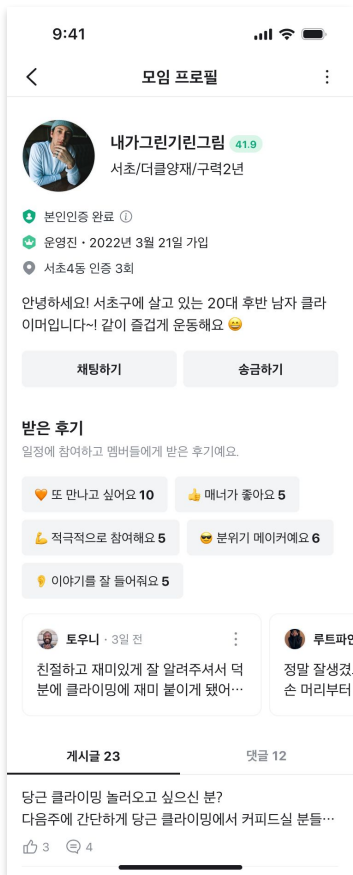 9:41
모임 프로필
내가그린기린그림 41.9
서초/더클양재/구력2년
본인인증 완료
운영진 · 2022년 3월 21일 가입
서초4동 인증 3회
안녕하세요! 서초구에 살고 있는 20대 후반 남자 클라
이머입니다~! 같이 즐겁게 운동해요 😄
채팅하기 송금하기
받은 후기
일정에 참여하고 멤버들에게 받은 후기예요.
🧡 또 만나고 싶어요 10 👍 매너가 좋아요 5
💪 적극적으로 참여해요 5 😎 분위기 메이커예요 6
👂 이야기를 잘 들어줘요 5
토우니 · 3일 전
친절하고 재미있게 잘 알려주셔서 덕
분에 클라이밍에 재미 붙이게 됐어…
루트파인
정말 잘생겼
손 머리부터
게시글 23 댓글 12
당근 클라이밍 놀러오고 싶으신 분?
다음주에 간단하게 당근 클라이밍에서 커피드실 분들…
3 4